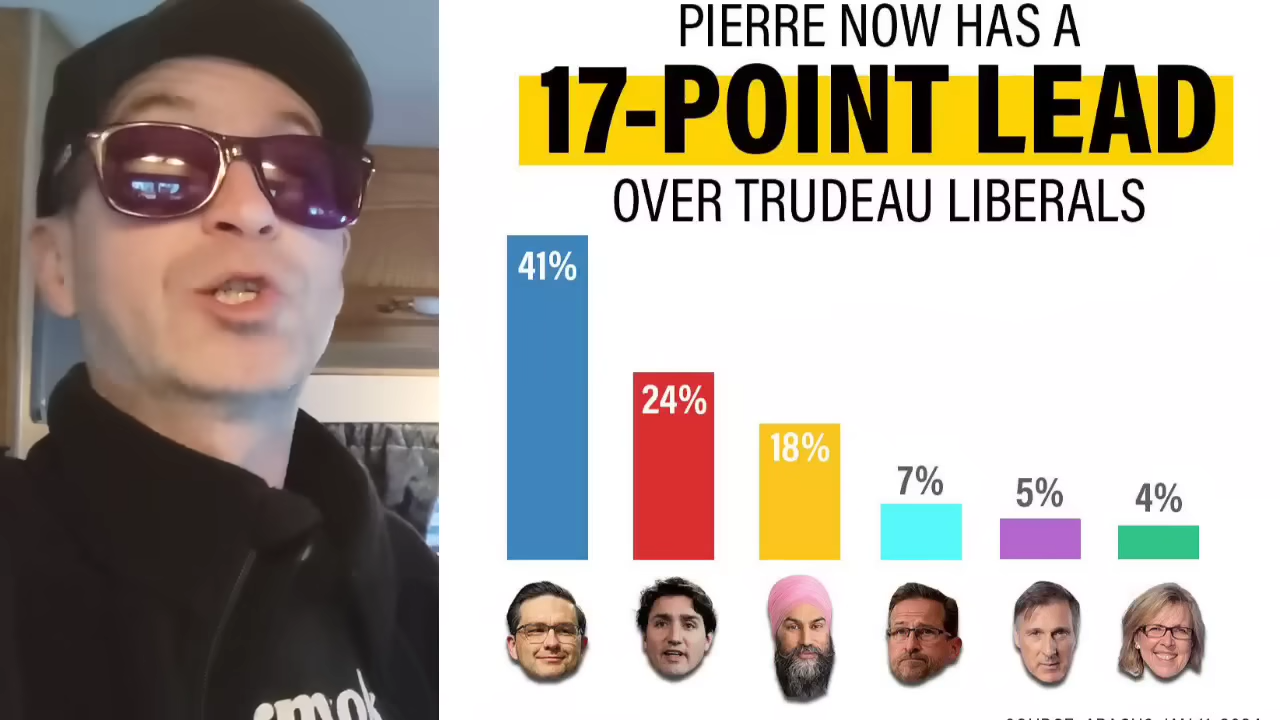 PIERRE NOW HAS A
17-POINT LEAD
OVER TRUDEAU LIBERALS
41%
24%
18%
7%
5%
4%